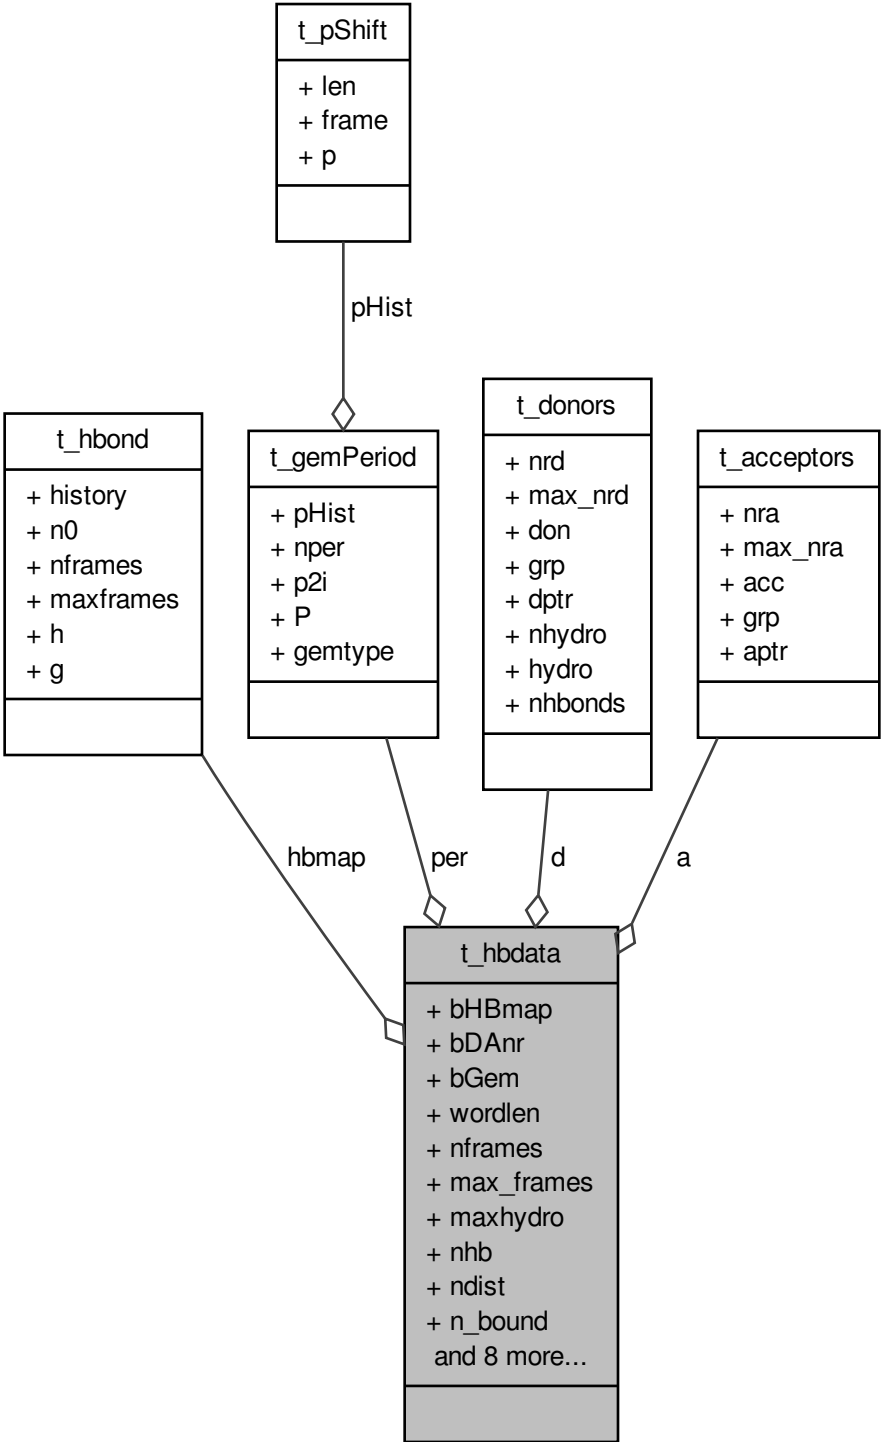 t_pShift
+ len
+ frame
+ p
pHist
t_hbond
+ history
+ n0
+ nframes
+ maxframes
+ h
+ g
t_gemPeriod
+ pHist
+ nper
+ p2i
+ P
+ gemtype
t_donors
+ nrd
+ max_nrd
+ don
+ grp
+ dptr
+ nhydro
+ hydro
+ nhbonds
t_acceptors
+ nra
+ max_nra
+ acc
+ grp
+ aptr
hbmap
per
d
a
t_hbdata
+ bHBmap
+ bDAnr
+ bGem
+ wordlen
+ nframes
+ max_frames
+ maxhydro
+ nhb
+ ndist
+ n_bound
and 8 more...